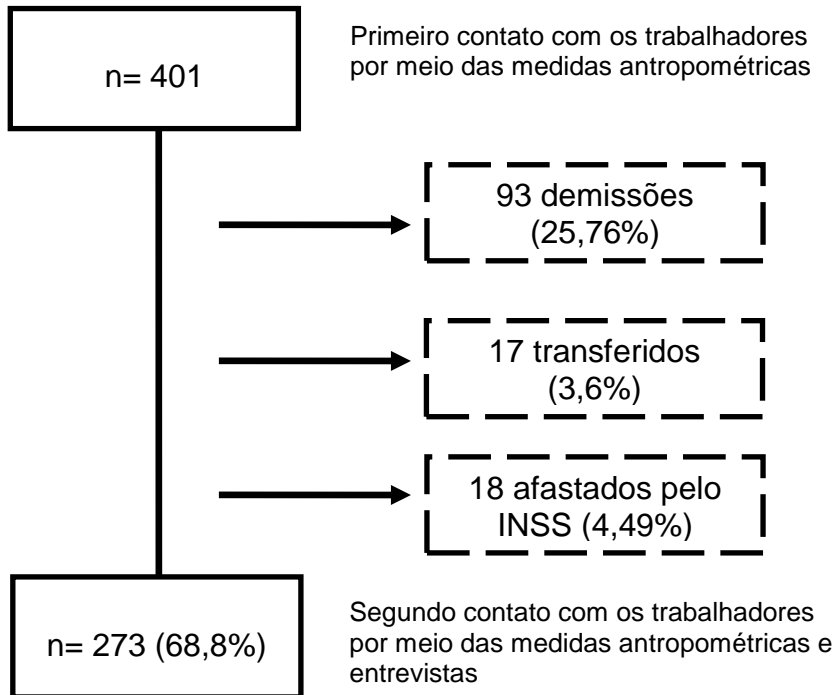 n= 401
Primeiro contato com os trabalhadores
por meio das medidas antropométricas
93 demissões
(25,76%)
17 transferidos
(3,6%)
18 afastados pelo
INSS (4,49%)
n= 273 (68,8%)
Segundo contato com os trabalhadores
por meio das medidas antropométricas e
entrevistas